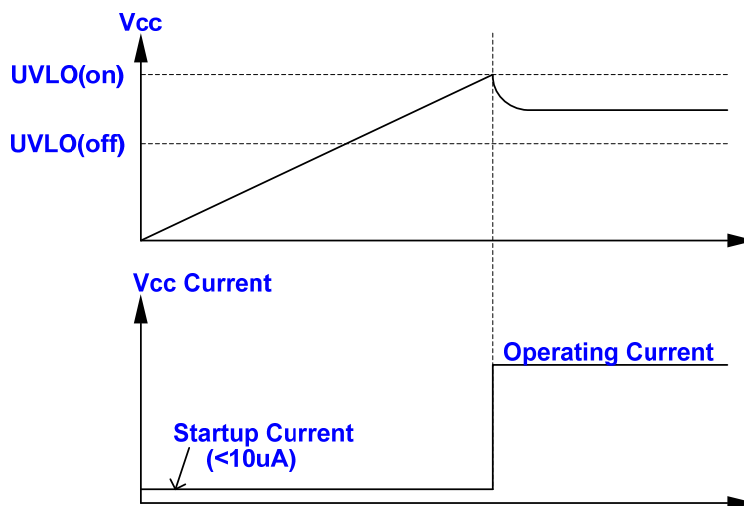 Vcc
UVLO(on)
UVLO(off)
Vcc Current
Operating Current
Startup Current
(<10uA)